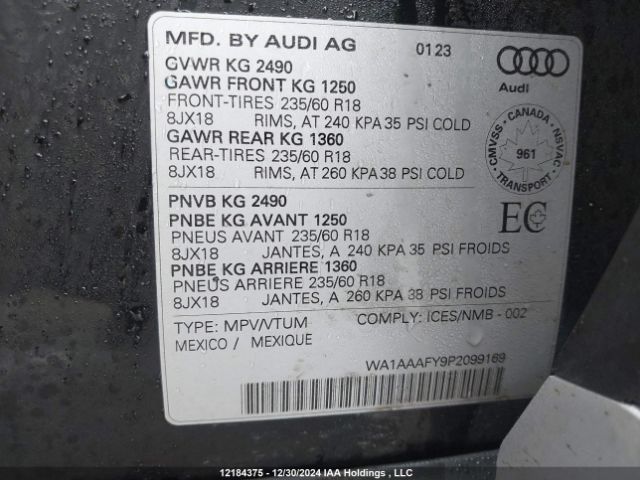 MFD. BY AUDI AG 0123
Audi
GVWR KG 2490
GAWR FRONT KG 1250
FRONT-TIRES 235/60 R18
8JX18 RIMS, AT 240 KPA 35 PSI COLD
GAWR REAR KG 1360
REAR-TIRES 235/60 R18
8JX18 RIMS, AT 260 KPA 38 PSI COLD
CMVSS - CANADA - NSVAC
961
TRANSPORT
PNVB KG 2490
PNBE KG AVANT 1250
PNEUS AVANT 235/60 R18
8JX18 JANTES, A 240 KPA 35 PSI FROIDS
PNBE KG ARRIERE 1360
PNEUS ARRIERE 235/60 R18
8JX18 JANTES, A 260 KPA 38 PSI FROIDS
EC
TYPE: MPV/VTUM COMPLY: ICES/NMB - 002
MEXICO / MEXIQUE
WA1AAAFY9P2099169
12184375 - 12/30/2024 IAA Holdings , LLC